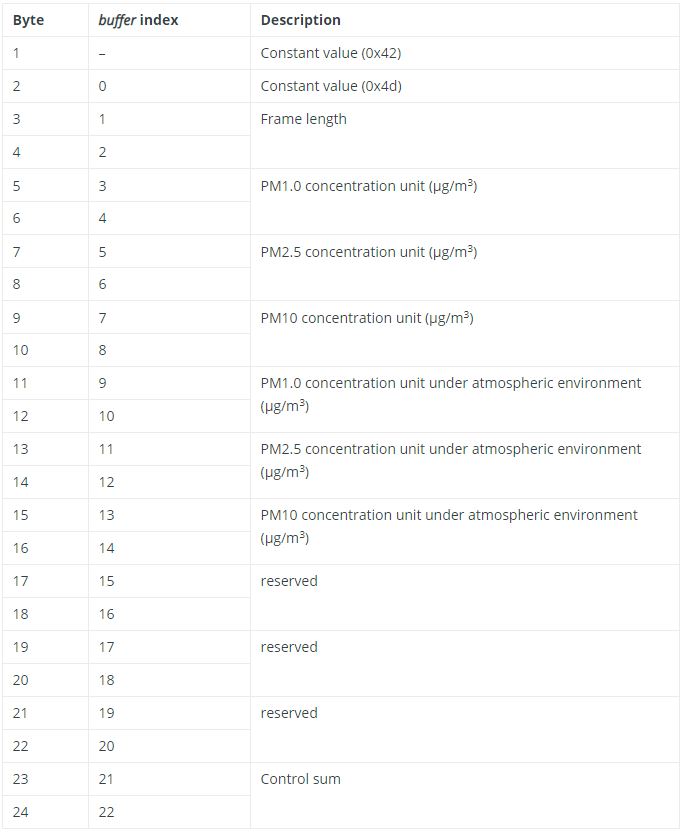 Byte buffer index Description
1 – Constant value (0x42)
2 0 Constant value (0x4d)
3 1 Frame length
4 2
5 3 PM1.0 concentration unit (µg/m³)
6 4
7 5 PM2.5 concentration unit (µg/m³)
8 6
9 7 PM10 concentration unit (µg/m³)
10 8
11 9 PM1.0 concentration unit under atmospheric environment
(µg/m³)
12 10
13 11 PM2.5 concentration unit under atmospheric environment
(µg/m³)
14 12
15 13 PM10 concentration unit under atmospheric environment
(µg/m³)
16 14
17 15 reserved
18 16
19 17 reserved
20 18
21 19 reserved
22 20
23 21 Control sum
24 22